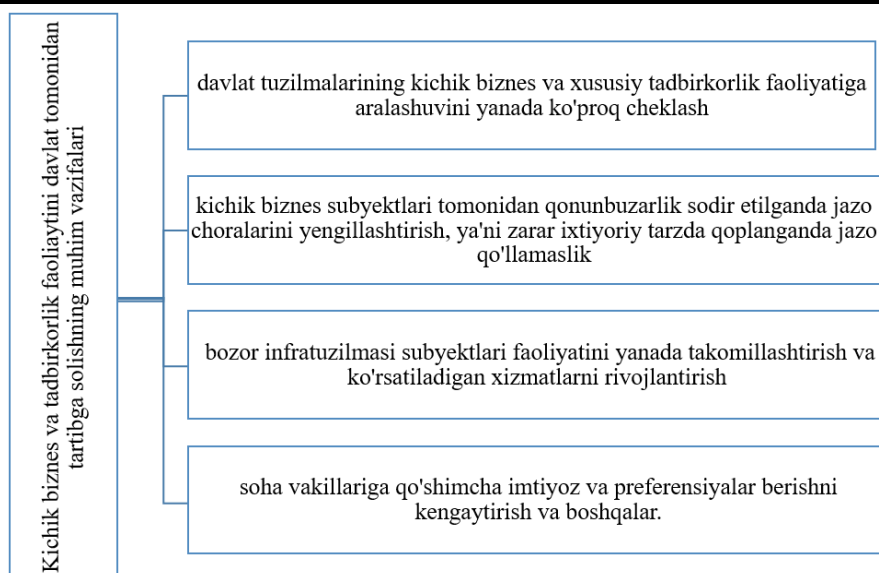 Kichik biznes va tadbirkorlik faoliaytini davlat tomonidan
tartibga solishning muhim vazifalari
davlat tuzilmalarining kichik biznes va xususiy tadbirkorlik faoliyatiga
aralashuvini yanada ko'proq cheklash
kichik biznes subyektlari tomonidan qonunbuzarlik sodir etilganda jazo
choralarini yengillashtirish, ya'ni zarar ixtiyoriy tarzda qoplanganda jazo
qo'llamaslik
bozor infratuzilmasi subyektlari faoliyatini yanada takomillashtirish va
ko'rsatiladigan xizmatlarni rivojlantirish
soha vakillariga qo'shimcha imtiyoz va preferensiyalar berishni
kengaytirish va boshqalar.